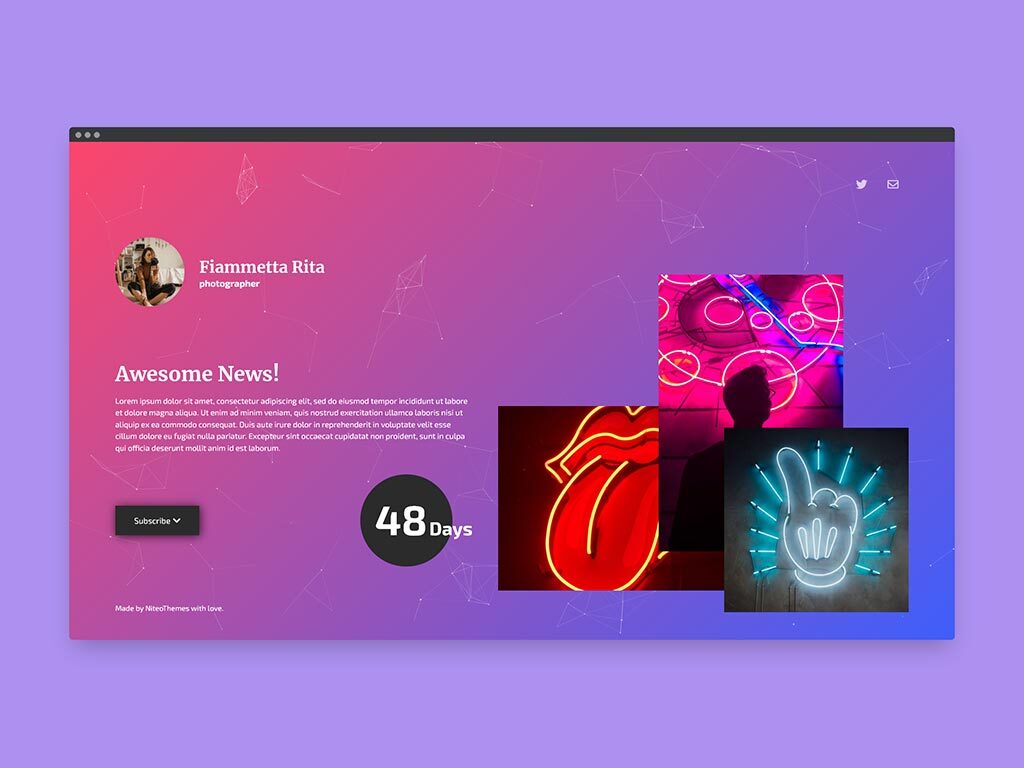 Fiammetta Rita
photographer
Awesome News!
Lorem ipsum dolor sit amet, consectetur adipiscing elit, sed do eiusmod tempor incididunt ut labore
et dolore magna aliqua. Ut enim ad minim veniam, quis nostrud exercitation ullamco laboris nisi ut
aliquip ex ea commodo consequat. Duis aute irure dolor in reprehenderit in voluptate velit esse
cillum dolore eu fugiat nulla pariatur. Excepteur sint occaecat cupidatat non proident, sunt in culpa
qui officia deserunt mollit anim id est laborum.
Subscribe
48 Days
Made by NiteoThemes with love.